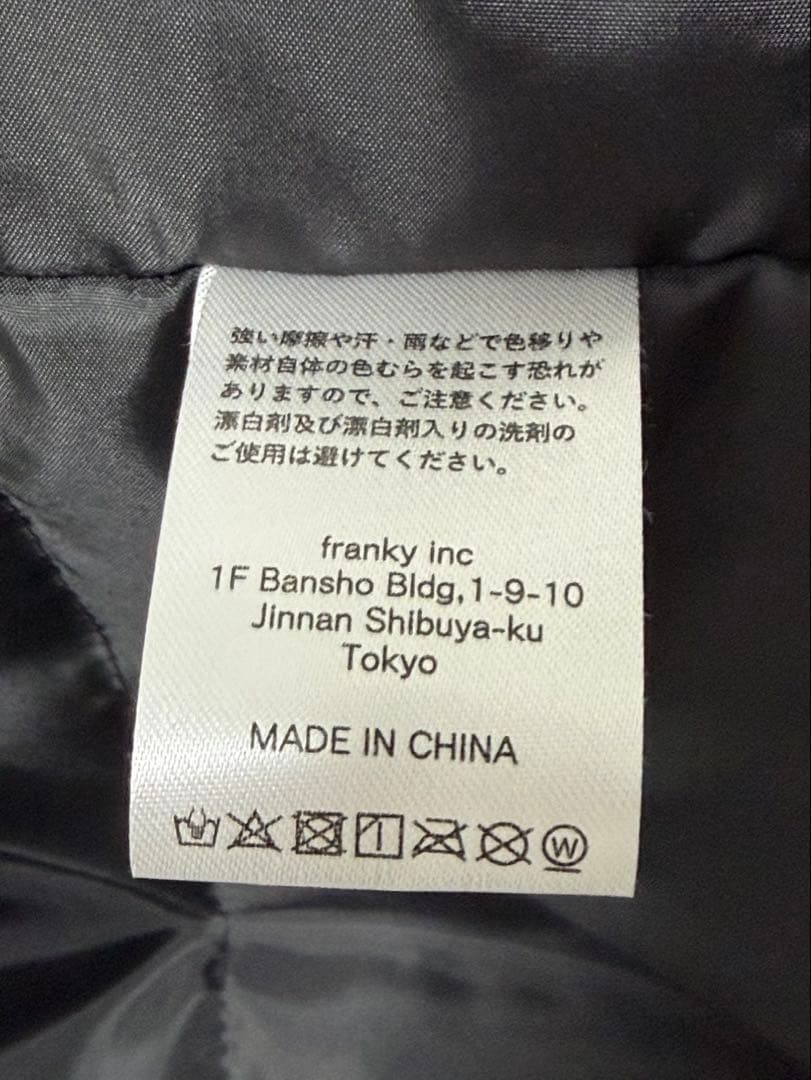 強い摩擦や汗・雨などで色移りや
素材自体の色むらを起こす恐れが
ありますので、ご注意ください。
漂白剤及び漂白剤入りの洗剤の
ご使用は避けてください。
franky inc
1F Bansho Bldg,1-9-10
Jinnan Shibuya-ku
Tokyo
MADE IN CHINA
W